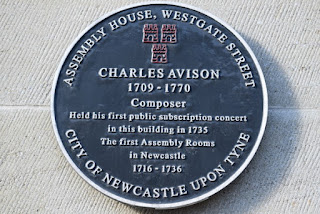 ASSEMBLY HOUSE, WESTGATE STREET
CHARLES AVISON
1709 - 1770
Composer
Held his first public subscription concert
in this building in 1735
The first Assembly Rooms
in Newcastle
1716 - 1736
CITY OF NEWCASTLE UPON TYNE